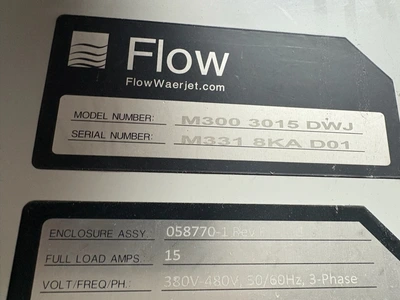 Flow
FlowWaerjet.com
MODEL NUMBER: M300 3015 DWJ
SERIAL NUMBER: M331 8KA D01
ENCLOSURE ASSY. 058770-1
FULL LOAD AMPS 15
VOLT/FREQ/PH.: 380V-480V, 50/60Hz, 3-Phase